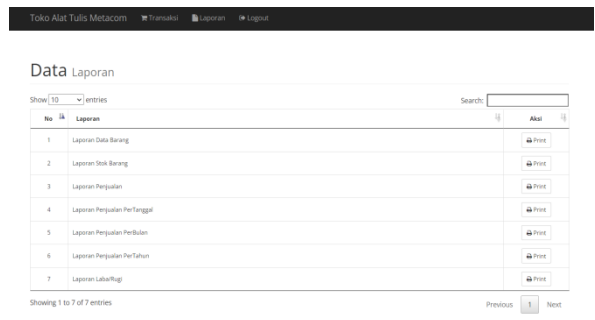 Toko Alat Tulis Metacom Transaksi Laporan Logout
Data Laporan
Show 10 entries Search:
No Laporan Aksi
1 Laporan Data Barang Print
2 Laporan Stok Barang Print
3 Laporan Penjualan Print
4 Laporan Penjualan PerTanggal Print
5 Laporan Penjualan PerBulan Print
6 Laporan Penjualan PerTahun Print
7 Laporan Laba/Rugi Print
Showing 1 to 7 of 7 entries Previous 1 Next